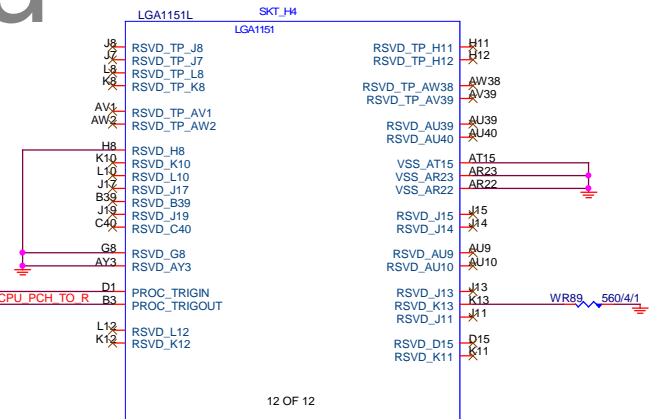 LGA1151L
SKT_H4
LGA1151
J8 RSVD_TP_J8
J7 RSVD_TP_J7
L8 RSVD_TP_L8
K8 RSVD_TP_K8
AV1 RSVD_TP_AV1
AW2 RSVD_TP_AW2
H8 RSVD_H8
K10 RSVD_K10
L10 RSVD_L10
J17 RSVD_J17
B39 RSVD_B39
J19 RSVD_J19
C40 RSVD_C40
G8 RSVD_G8
AY3 RSVD_AY3
D1 PROC_TRIGIN
CPU_PCH_TO_R B3 PROC_TRIGOUT
L12 RSVD_L12
K12 RSVD_K12
RSVD_TP_H11 H11
RSVD_TP_H12 H12
RSVD_TP_AW38 AW38
RSVD_TP_AV39 AV39
RSVD_AU39 AU39
RSVD_AU40 AU40
VSS_AT15 AT15
VSS_AR23 AR23
VSS_AR22 AR22
RSVD_J15 J15
RSVD_J14 J14
RSVD_AU9 AU9
RSVD_AU10 AU10
RSVD_J13 J13
RSVD_K13 K13 WR89 560/4/1
RSVD_J11 J11
RSVD_D15 D15
RSVD_K11 K11
12 OF 12